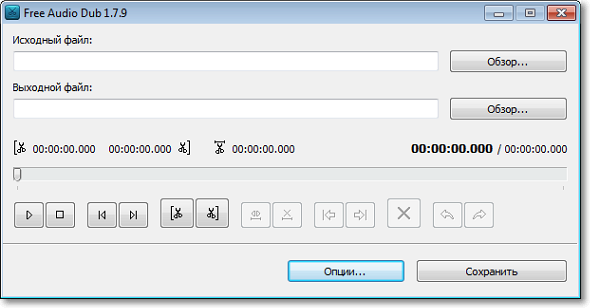 Free Audio Dub 1.7.9
Исходный файл:
Обзор...
Выходной файл:
Обзор...
00:00:00.000 00:00:00.000 00:00:00.000 00:00:00.000 / 00:00:00.000
Опции... Сохранить